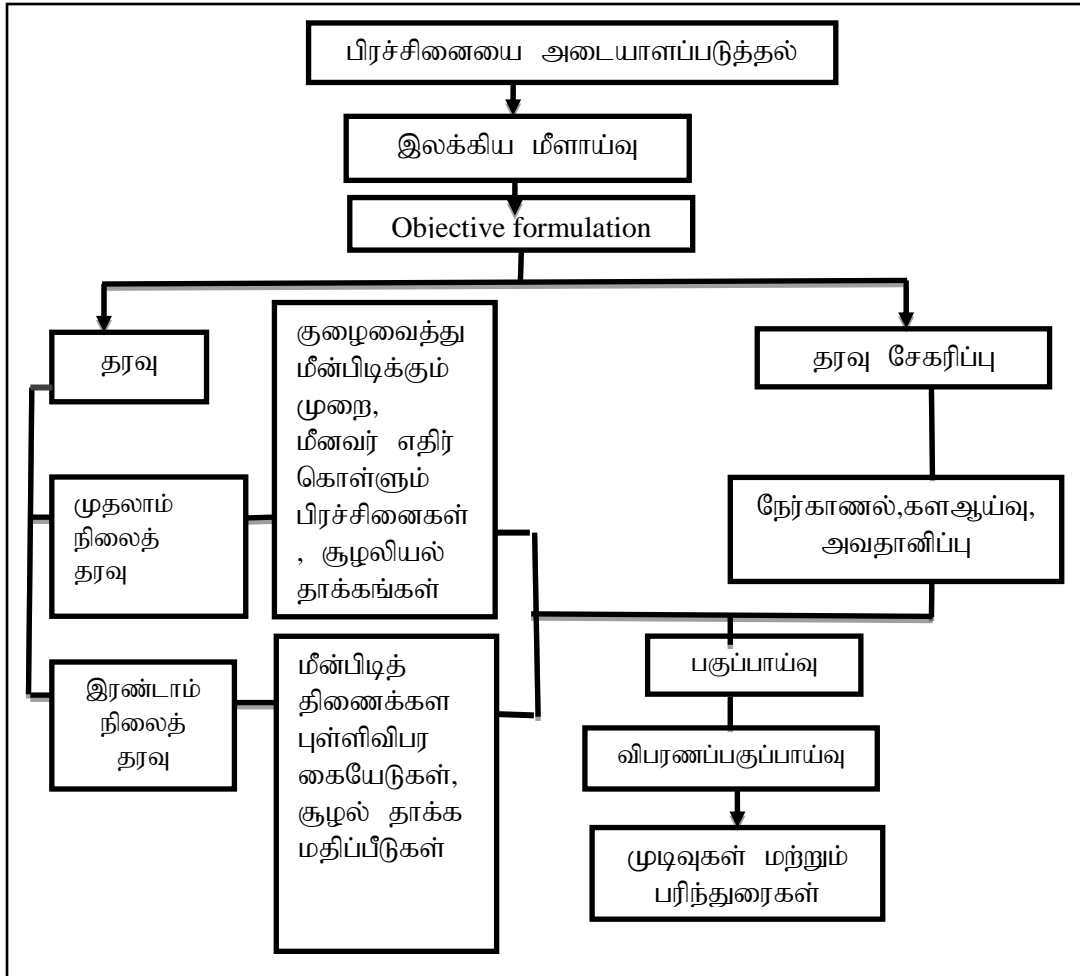 பிரச்சினையை அடையாளப்படுத்தல்
இலக்கிய மீளாய்வு
Objective formulation
தரவு
குழைவைத்து
மீன்பிடிக்கும்
முறை,
மீனவர் எதிர்
கொள்ளும்
பிரச்சினைகள்
, சூழலியல்
தாக்கங்கள்
தரவு சேகரிப்பு
முதலாம்
நிலைத்
தரவு
நேர்காணல்,களஆய்வு,
அவதானிப்பு
இரண்டாம்
நிலைத்
தரவு
மீன்பிடித்
திணைக்கள
புள்ளிவிபர
கையேடுகள்,
சூழல் தாக்க
மதிப்பீடுகள்
பகுப்பாய்வு
விபரணப்பகுப்பாய்வு
முடிவுகள் மற்றும்
பரிந்துரைகள்